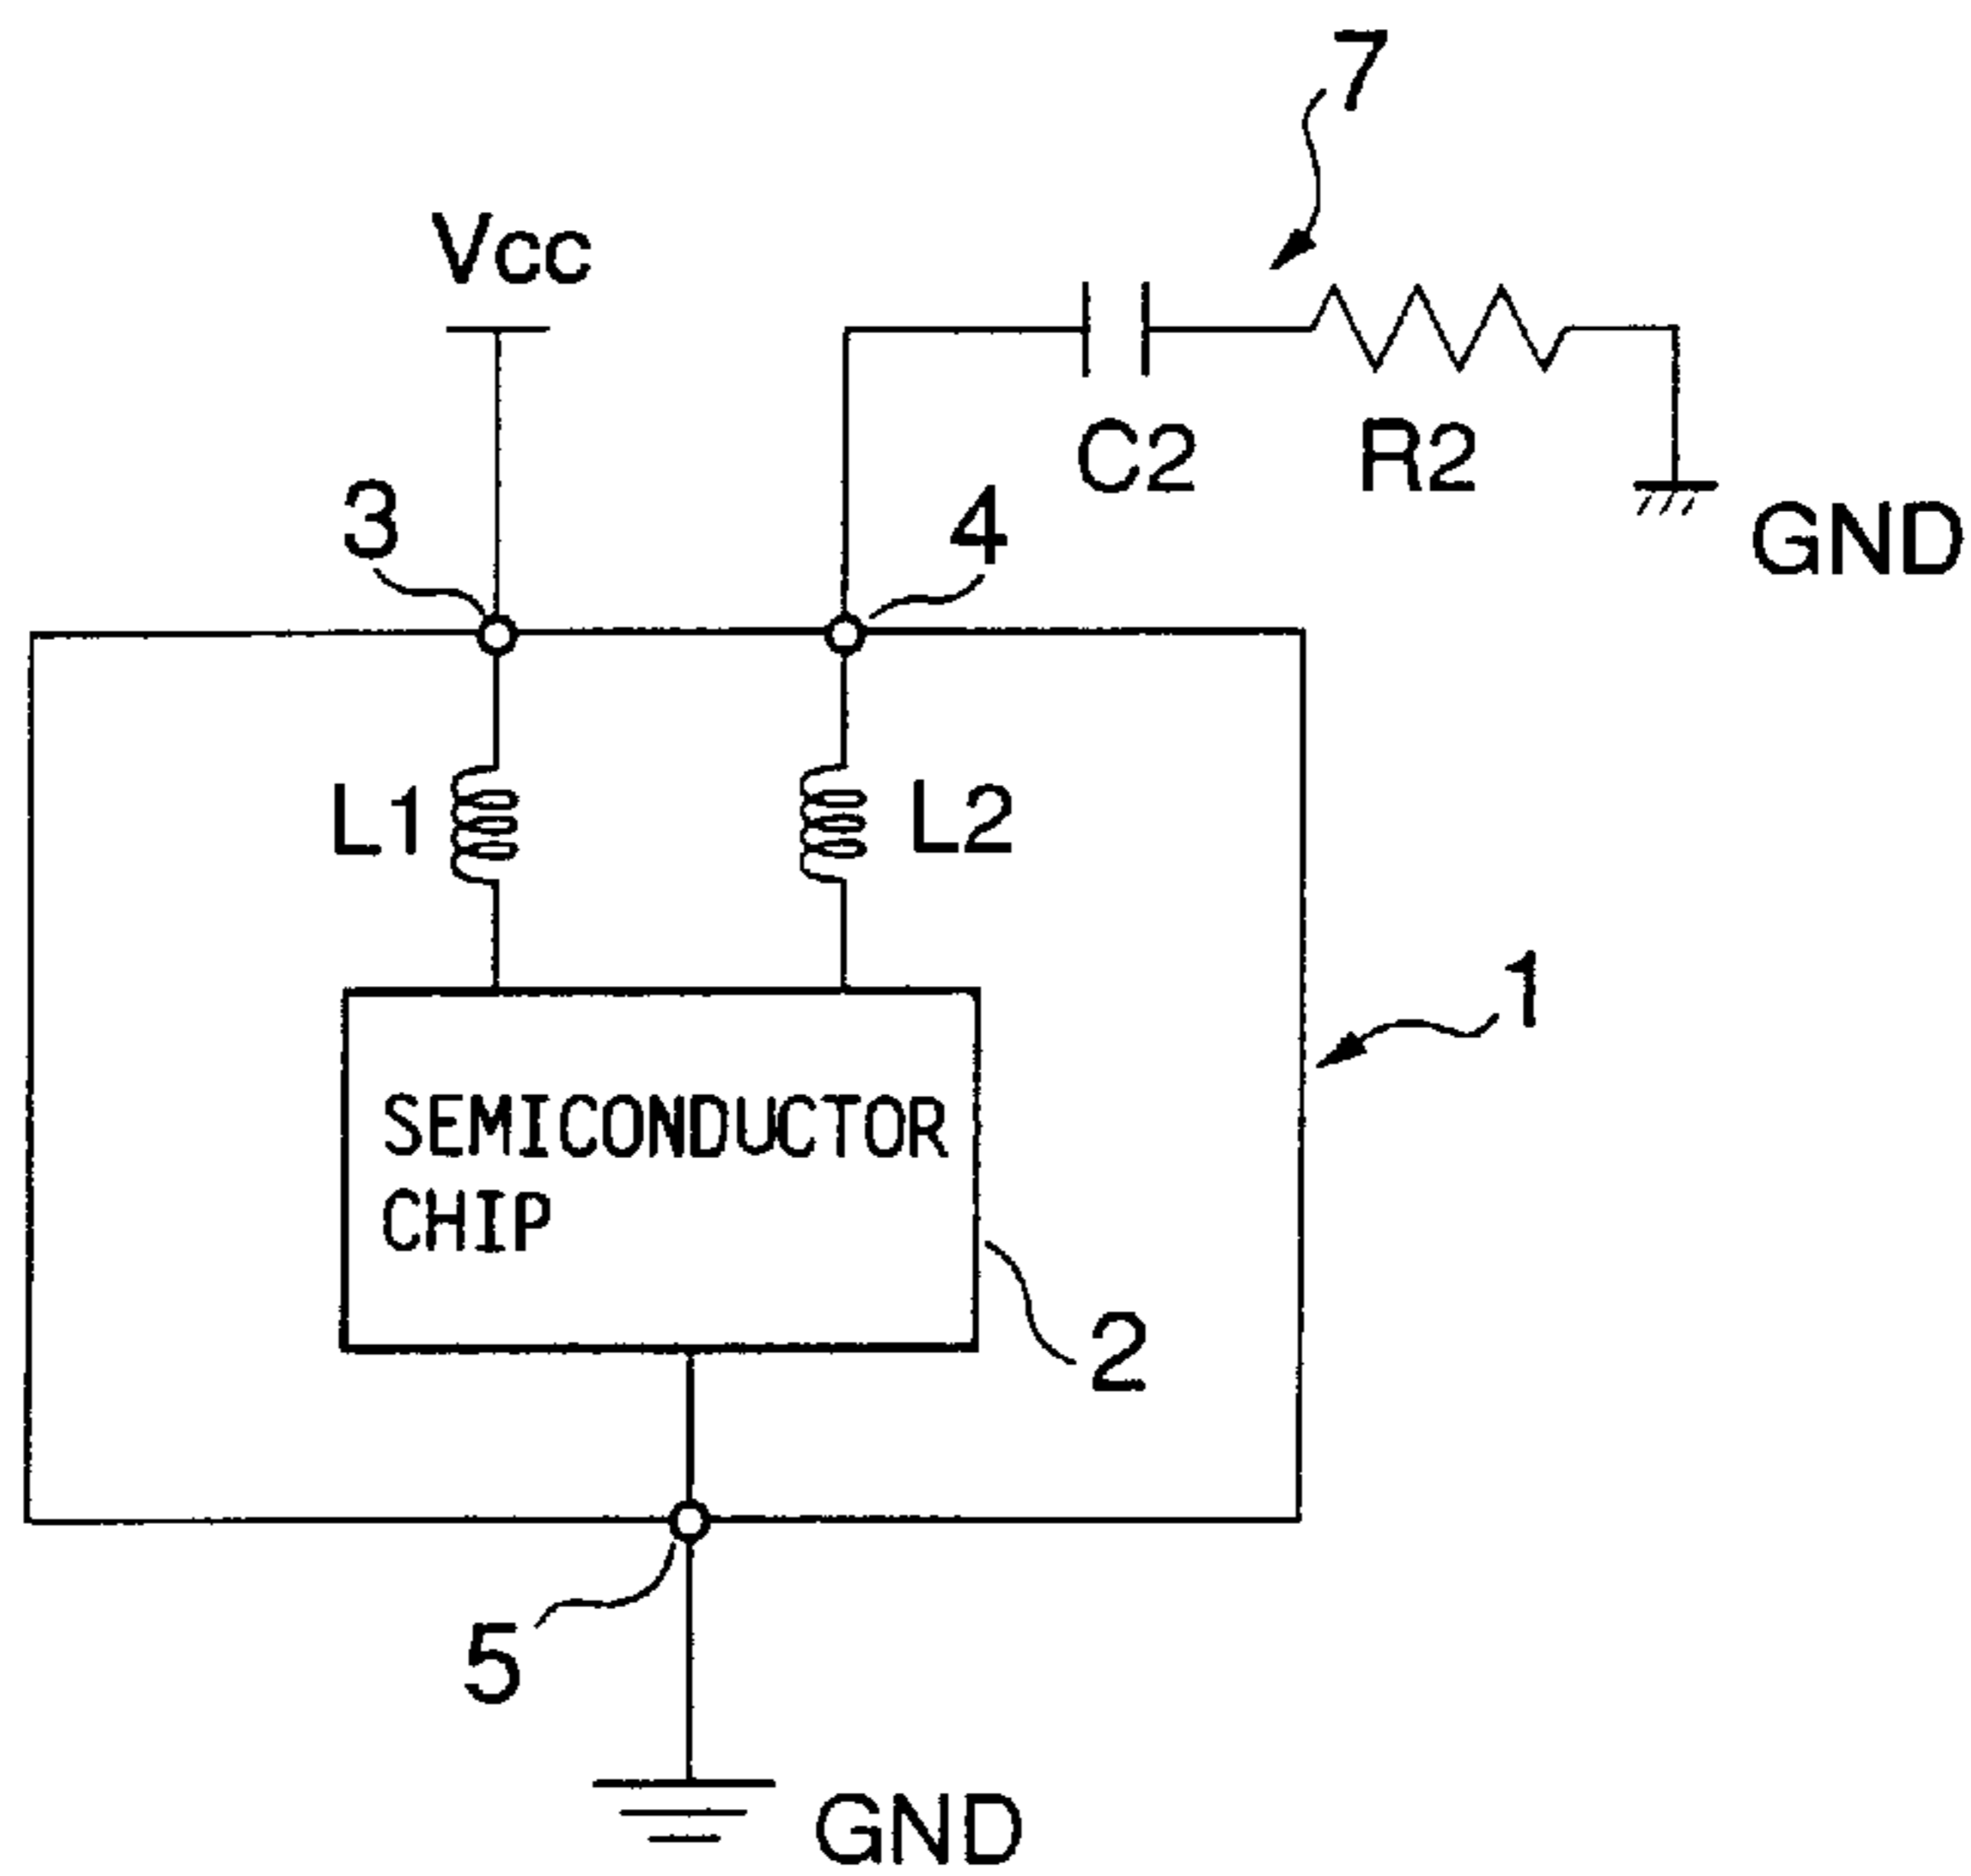 7
Vcc
C2
R2
3
4
GND
L1
L2
1
SEMICONDUCTOR
CHIP
2
5
GND